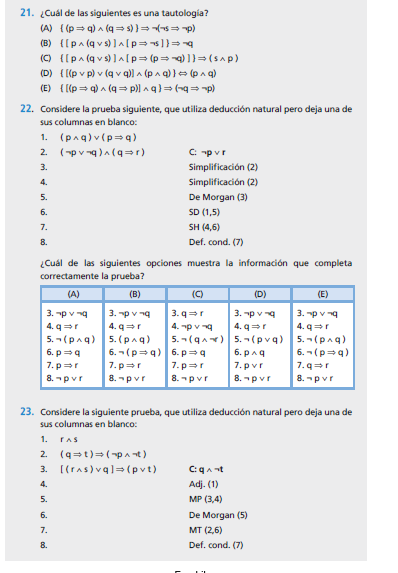 21. ¿Cuál de las siguientes es una tautología?
(A) { (p ⇒ q) ∧ (q ⇒ s) } ⇒ ¬(¬s ⇒ ¬p)
(B) { [ p ∧ (q ∨ s) ] ∧ [ p ⇒ ¬s ] } ⇒ ¬q
(C) { [ p ∧ (q ∨ s) ] ∧ [ p ⇒ (p ⇒ ¬q) ] } ⇒ ( s ∧ p )
(D) { [(p ∨ p) ∨ (q ∨ q)] ∧ (p ∧ q) } ⇔ (p ∧ q)
(E) { [(p ⇒ q) ∧ (q ⇒ p)] ∧ q } ⇒ (¬q ⇒ ¬p)
22. Considere la prueba siguiente, que utiliza deducción natural pero deja una de
sus columnas en blanco:
1. ( p ∧ q ) ∨ ( p ⇒ q )
2. ( ¬p ∨ ¬q ) ∧ ( q ⇒ r ) C: ¬p ∨ r
3. Simplificación (2)
4. Simplificación (2)
5. De Morgan (3)
6. SD (1,5)
7. SH (4,6)
8. Def. cond. (7)
¿Cuál de las siguientes opciones muestra la información que completa
correctamente la prueba?
(A) (B) (C) (D) (E)
3. ¬p ∨ ¬q 3. ¬p ∨ ¬q 3. q ⇒ r 3. ¬p ∨ ¬q 3. ¬p ∨ ¬q
4. q ⇒ r 4. q ⇒ r 4. ¬p ∨ ¬q 4. q ⇒ r 4. q ⇒ r
5. ¬ ( p ∧ q ) 5. ( p ∧ q ) 5. ¬ ( q ∧ ¬r ) 5. ¬ ( p ∨ q ) 5. ¬ ( p ∧ q )
6. p ⇒ q 6. ¬ ( p ⇒ q ) 6. p ⇒ q 6. p ∧ q 6. ¬ ( p ⇒ q )
7. p ⇒ r 7. p ⇒ r 7. p ⇒ r 7. p ∨ r 7. q ⇒ r
8. ¬ p ∨ r 8. ¬ p ∨ r 8. ¬ p ∨ r 8. ¬ p ∨ r 8. ¬ p ∨ r
23. Considere la siguiente prueba, que utiliza deducción natural pero deja una de
sus columnas en blanco:
1. r ∧ s
2. ( q ⇒ t ) ⇒ ( ¬p ∧ ¬t )
3. [ ( r ∧ s ) ∨ q ] ⇒ ( p ∨ t ) C: q ∧ ¬t
4. Adj. (1)
5. MP (3,4)
6. De Morgan (5)
7. MT (2,6)
8. Def. cond. (7)